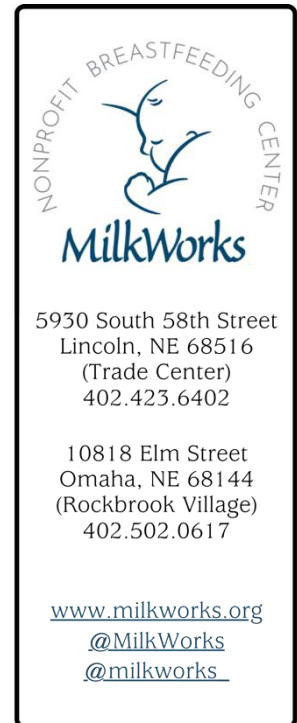 NONPROFIT BREASTFEEDING CENTER
MilkWorks
5930 South 58th Street
Lincoln, NE 68516
(Trade Center)
402.423.6402
10818 Elm Street
Omaha, NE 68144
(Rockbrook Village)
402.502.0617
www.milkworks.org
@MilkWorks
@milkworks_